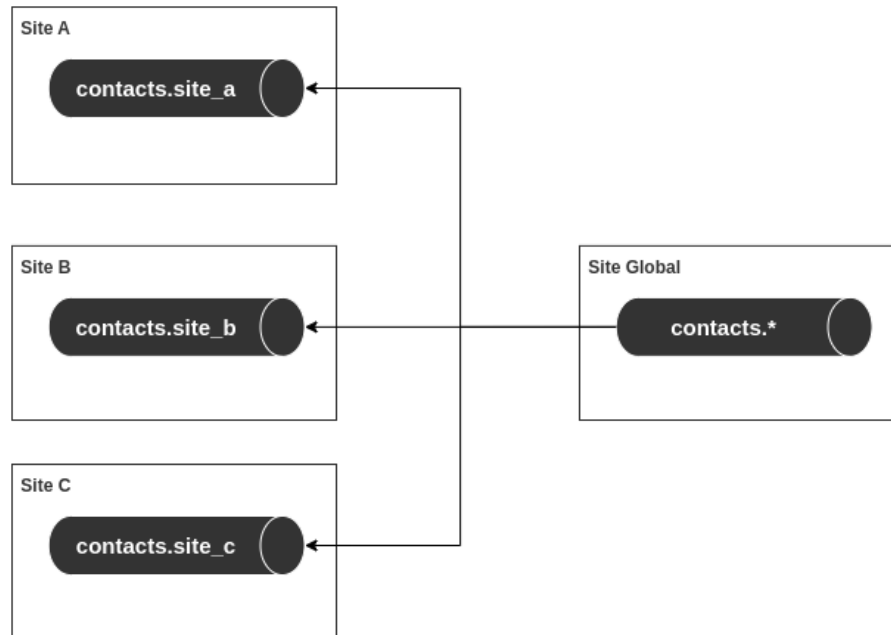 Site A
contacts.site_a
Site B
contacts.site_b
Site Global
contacts.*
Site C
contacts.site_c